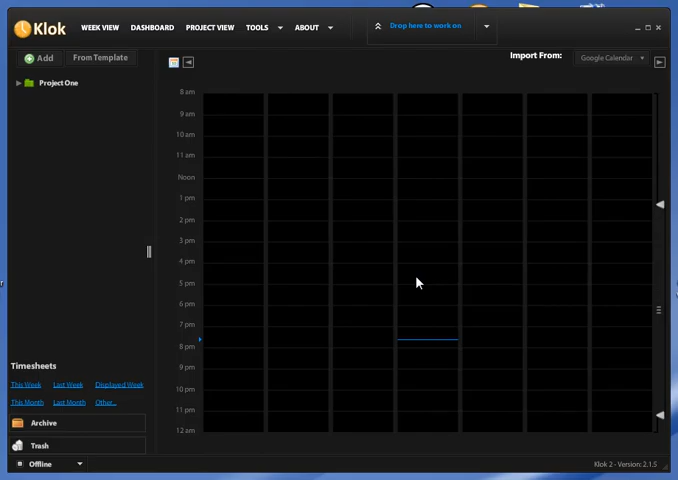 Klok
WEEK VIEW
DASHBOARD
PROJECT VIEW
TOOLS
ABOUT
Drop here to work on
Add
From Template
Import From:
Google Calendar
Project One
8 am
9 am
10 am
11 am
Noon
1 pm
2 pm
3 pm
4 pm
5 pm
6 pm
7 pm
8 pm
9 pm
10 pm
11 pm
12 am
Timesheets
This Week
Last Week
Displayed Week
This Month
Last Month
Other...
Archive
Trash
Offline
Klok 2 - Version: 2.1.5